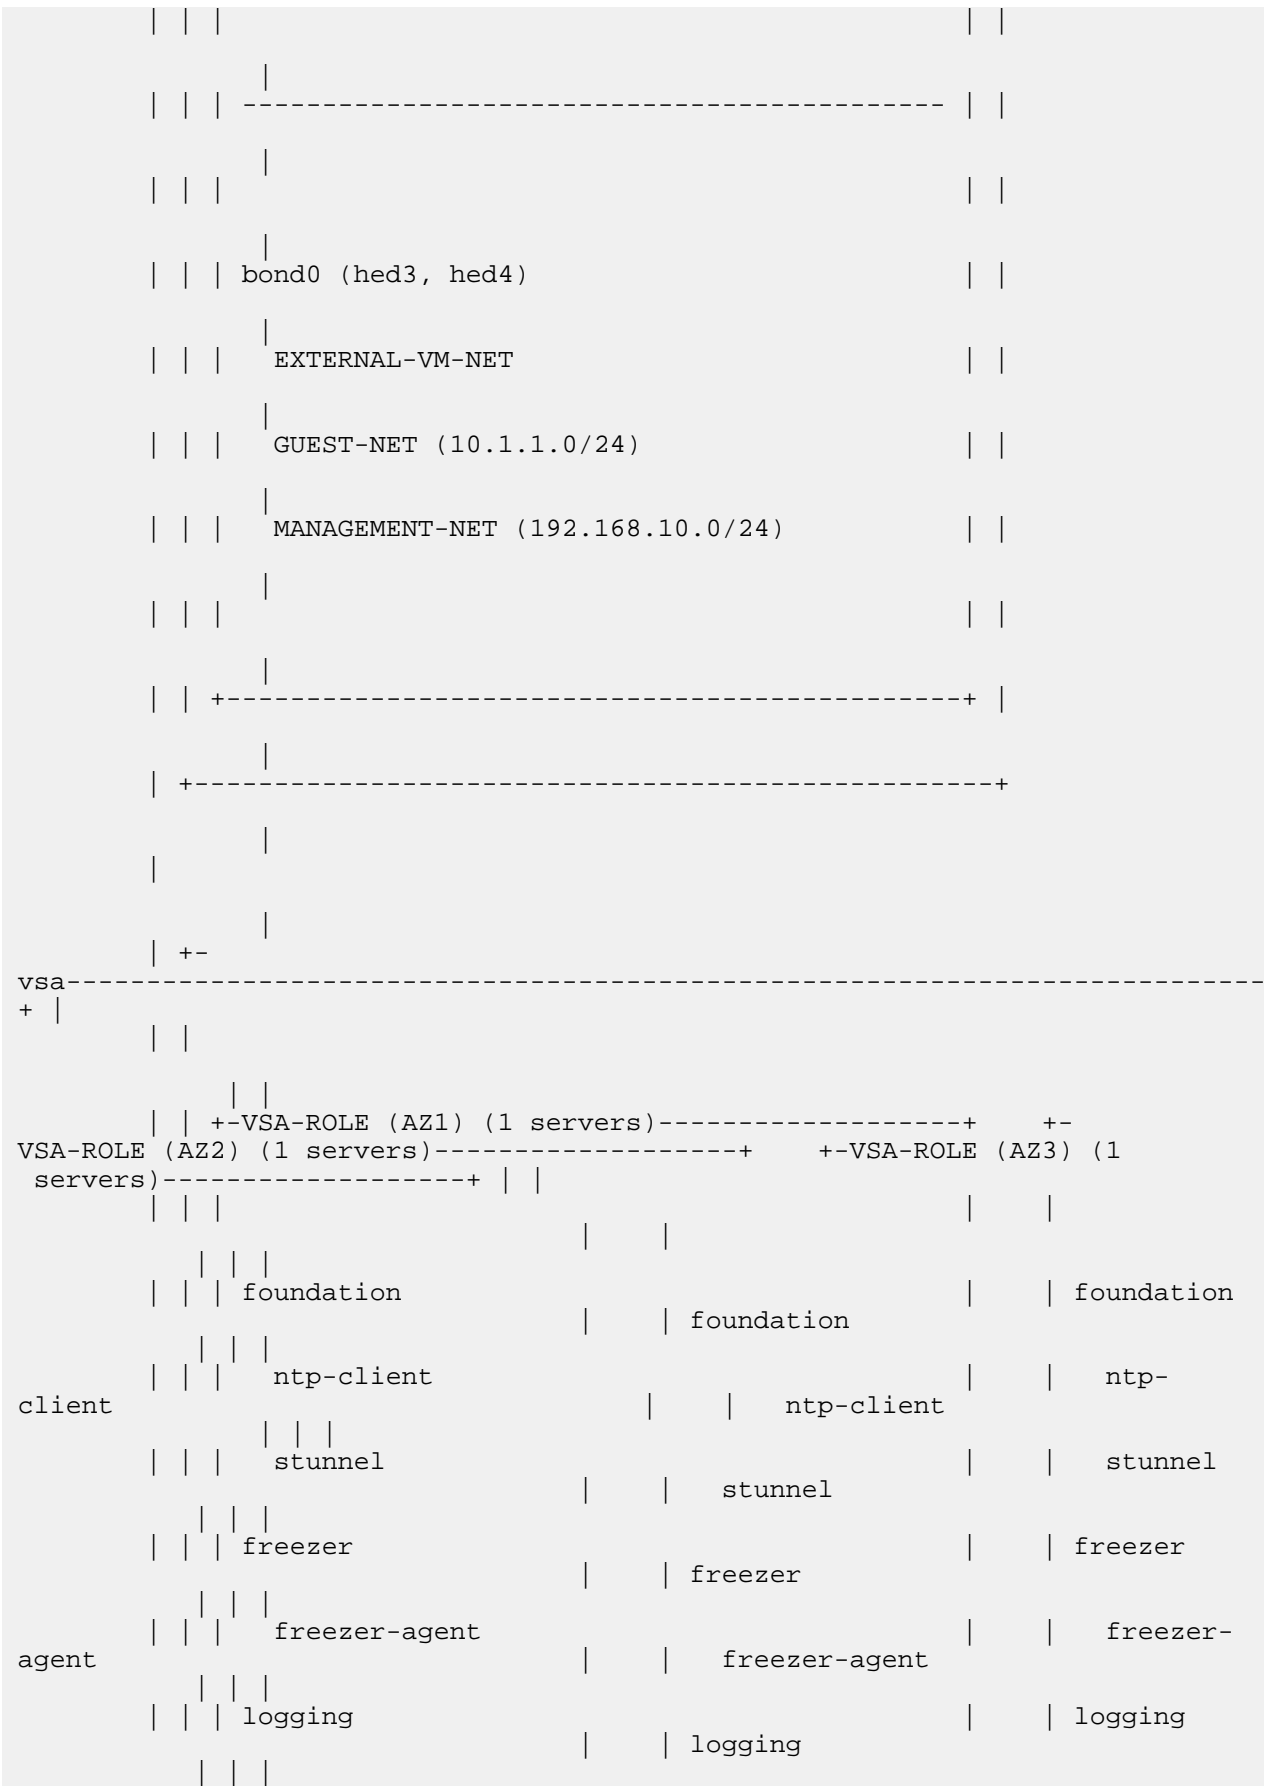 | | |                                              | |
|
| | | -------------------------------------------- | |
|
| | |                                              | |
|
| | | bond0 (hed3, hed4)                           | |
|
| | |   EXTERNAL-VM-NET                            | |
|
| | |   GUEST-NET (10.1.1.0/24)                    | |
|
| | |   MANAGEMENT-NET (192.168.10.0/24)           | |
|
| | |                                              | |
|
| | +----------------------------------------------+ |
|
| +--------------------------------------------------+
|
|
|
| +-
vsa---------------------------------------------------------------------------
+ |
| |
| |
| | +-VSA-ROLE (AZ1) (1 servers)-------------------+    +-
VSA-ROLE (AZ2) (1 servers)-------------------+    +-VSA-ROLE (AZ3) (1
servers)-------------------+ | |
| | |                                              |    |
|    |
| | |
| | | foundation                                   |    | foundation
|    | foundation
| | |
| | |   ntp-client                                 |    |   ntp-
client                                 |    |   ntp-client
| | |
| | |   stunnel                                    |    |   stunnel
|    |   stunnel
| | |
| | | freezer                                      |    | freezer
|    | freezer
| | |
| | |   freezer-agent                              |    |   freezer-
agent                              |    |   freezer-agent
| | |
| | | logging                                      |    | logging
|    | logging
| | |